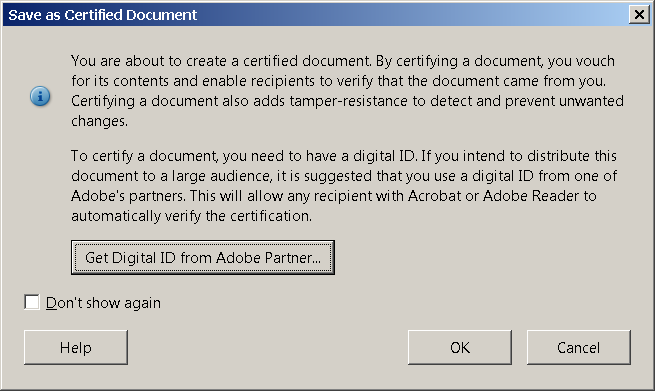 Save as Certified Document
You are about to create a certified document. By certifying a document, you vouch
for its contents and enable recipients to verify that the document came from you.
Certifying a document also adds tamper-resistance to detect and prevent unwanted
changes.
To certify a document, you need to have a digital ID. If you intend to distribute this
document to a large audience, it is suggested that you use a digital ID from one of
Adobe's partners. This will allow any recipient with Acrobat or Adobe Reader to
automatically verify the certification.
Get Digital ID from Adobe Partner...
Don't show again
Help OK Cancel